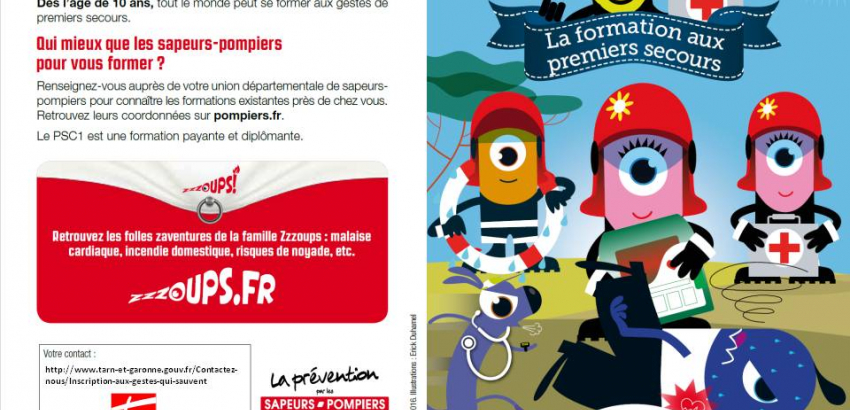 Dès l'âge de 10 ans, tout le monde peut se former aux gestes de
premiers secours.
Qui mieux que les sapeurs-pompiers
pour vous former ?
Renseignez-vous auprès de votre union départementale de sapeurs-
pompiers pour connaître les formations existantes près de chez vous.
Retrouvez leurs coordonnées sur pompiers.fr.
Le PSC1 est une formation payante et diplômante.
zzzOUPS!
Retrouvez les folles zaventures de la famille Zzzoups : malaise
cardiaque, incendie domestique, risques de noyade, etc.
zzzOUPS.FR
Votre contact :
http://www.tarn-et-garonne.gouv.fr/Contactez-
nous/Inscription-aux-gestes-qui-sauvent
La prévention
par les
SAPEURS-POMPIERS
2016. Illustrations : Erick Duhamel
La formation aux
premiers secours